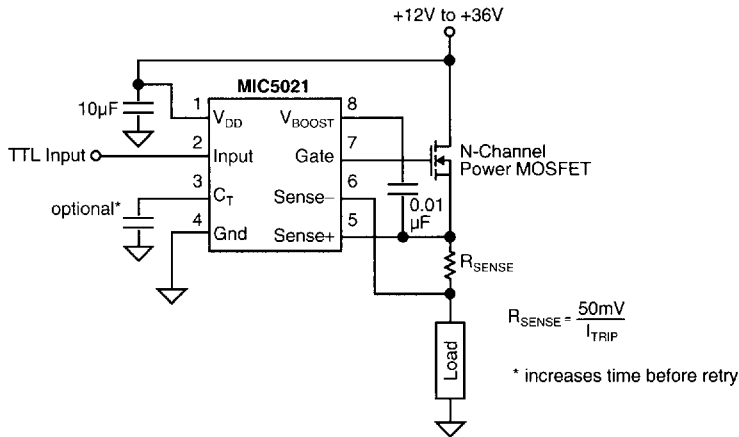 +12V to +36V
MIC5021
10µF
1
V_DD
V_BOOST
8
TTL Input
2
Input
Gate
7
N-Channel
Power MOSFET
optional*
3
C_T
Sense−
6
0.01
µF
4
Gnd
Sense+
5
R_SENSE
R_SENSE = 50mV / I_TRIP
Load
* increases time before retry